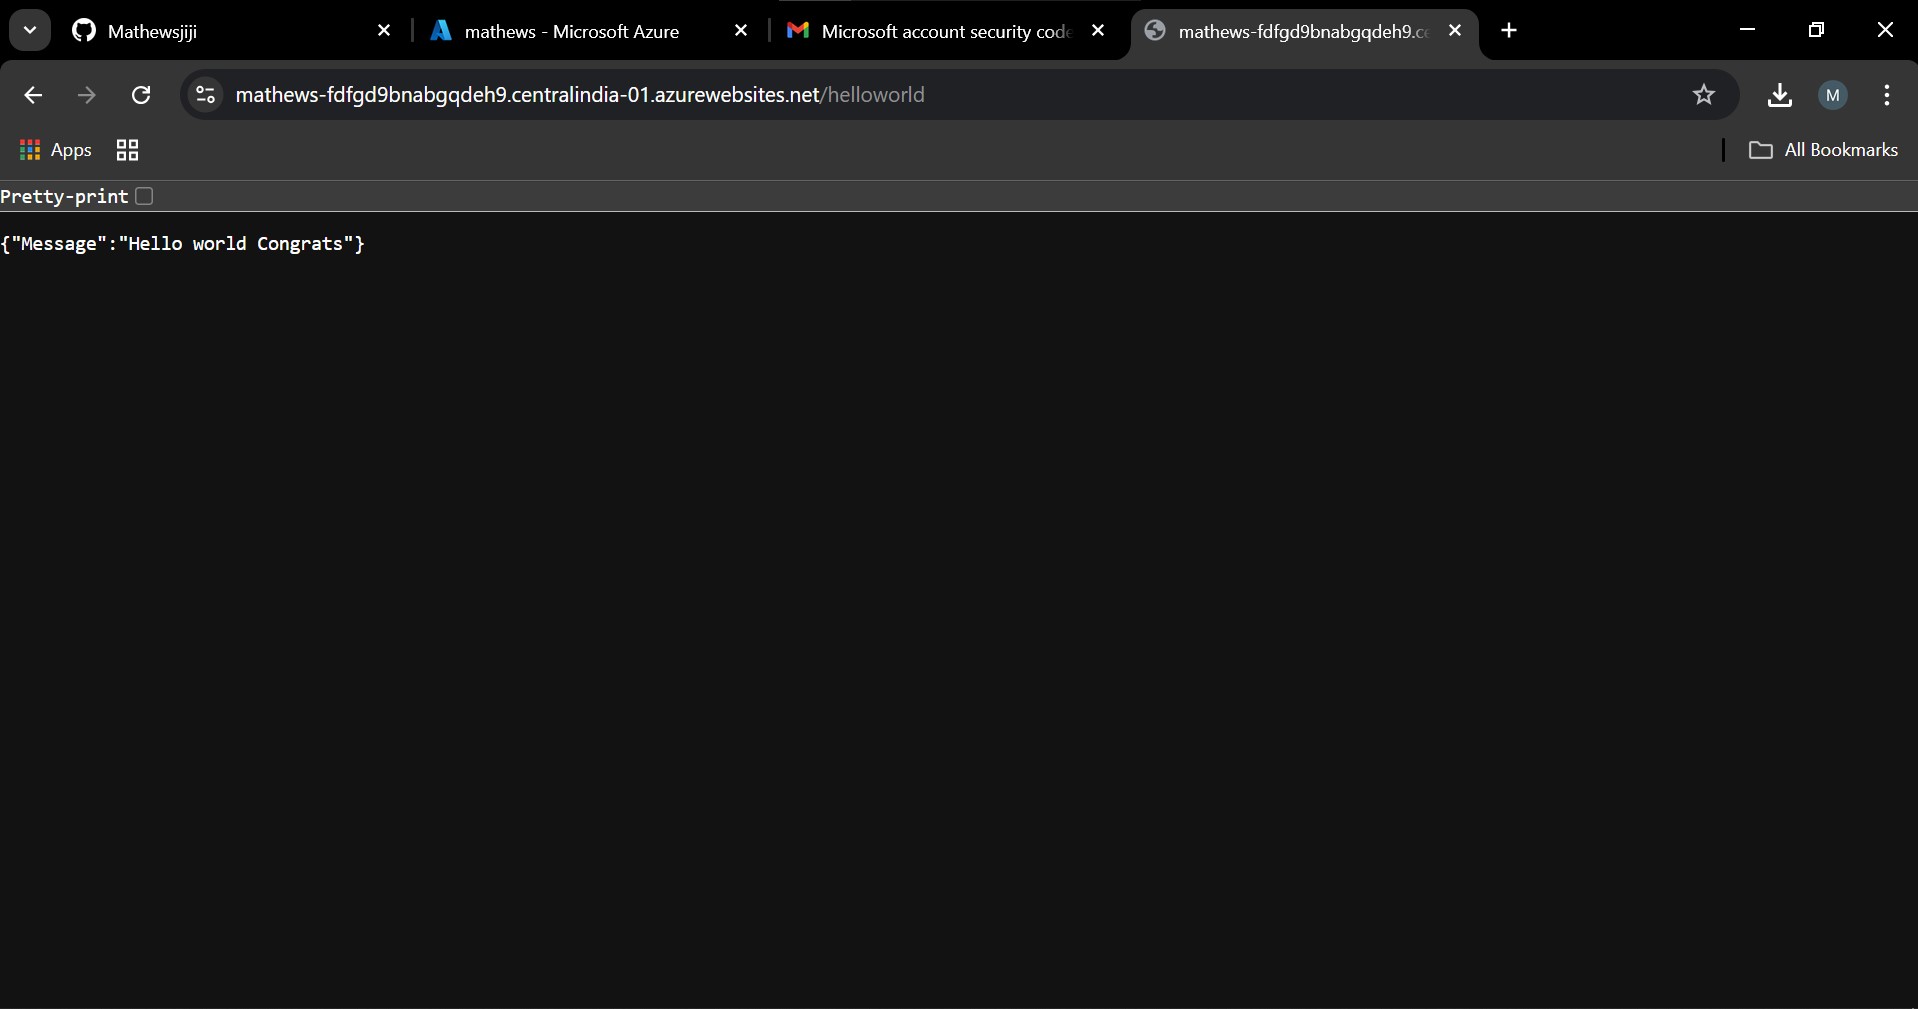 Mathewsjiji
mathews - Microsoft Azure
Microsoft account security code
mathews-fdfgd9bnabgqdeh9.ce
mathews-fdfgd9bnabgqdeh9.centralindia-01.azurewebsites.net/helloworld
M
Apps
All Bookmarks
Pretty-print
{"Message":"Hello world Congrats"}